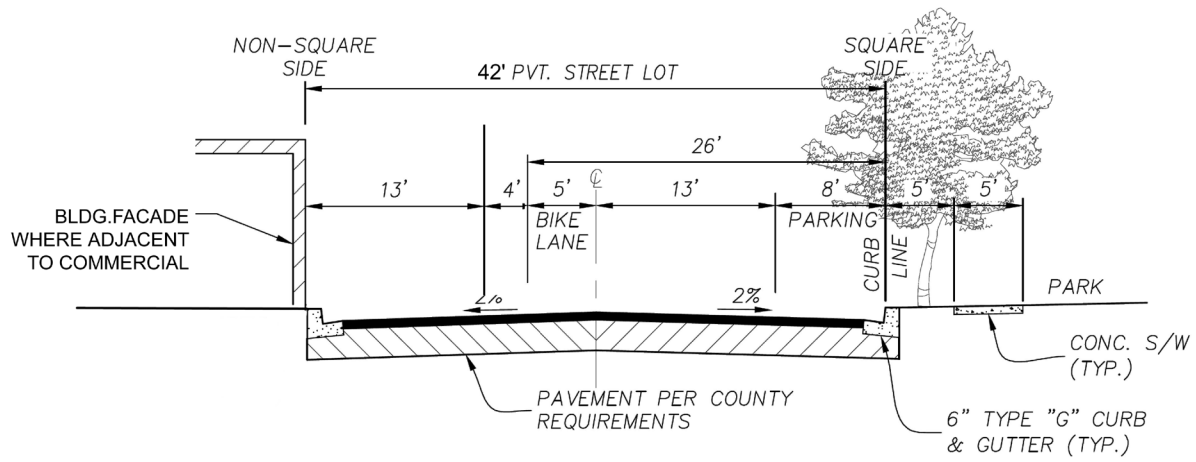 NON-SQUARE
SIDE
SQUARE
SIDE
42' PVT. STREET LOT
26'
13'
4'
5'
℄
13'
8'
5'
5'
BIKE
LANE
PARKING
CURB
LINE
BLDG.FACADE
WHERE ADJACENT
TO COMMERCIAL
PARK
2%
2%
CONC. S/W
(TYP.)
PAVEMENT PER COUNTY
REQUIREMENTS
6" TYPE "G" CURB
& GUTTER (TYP.)